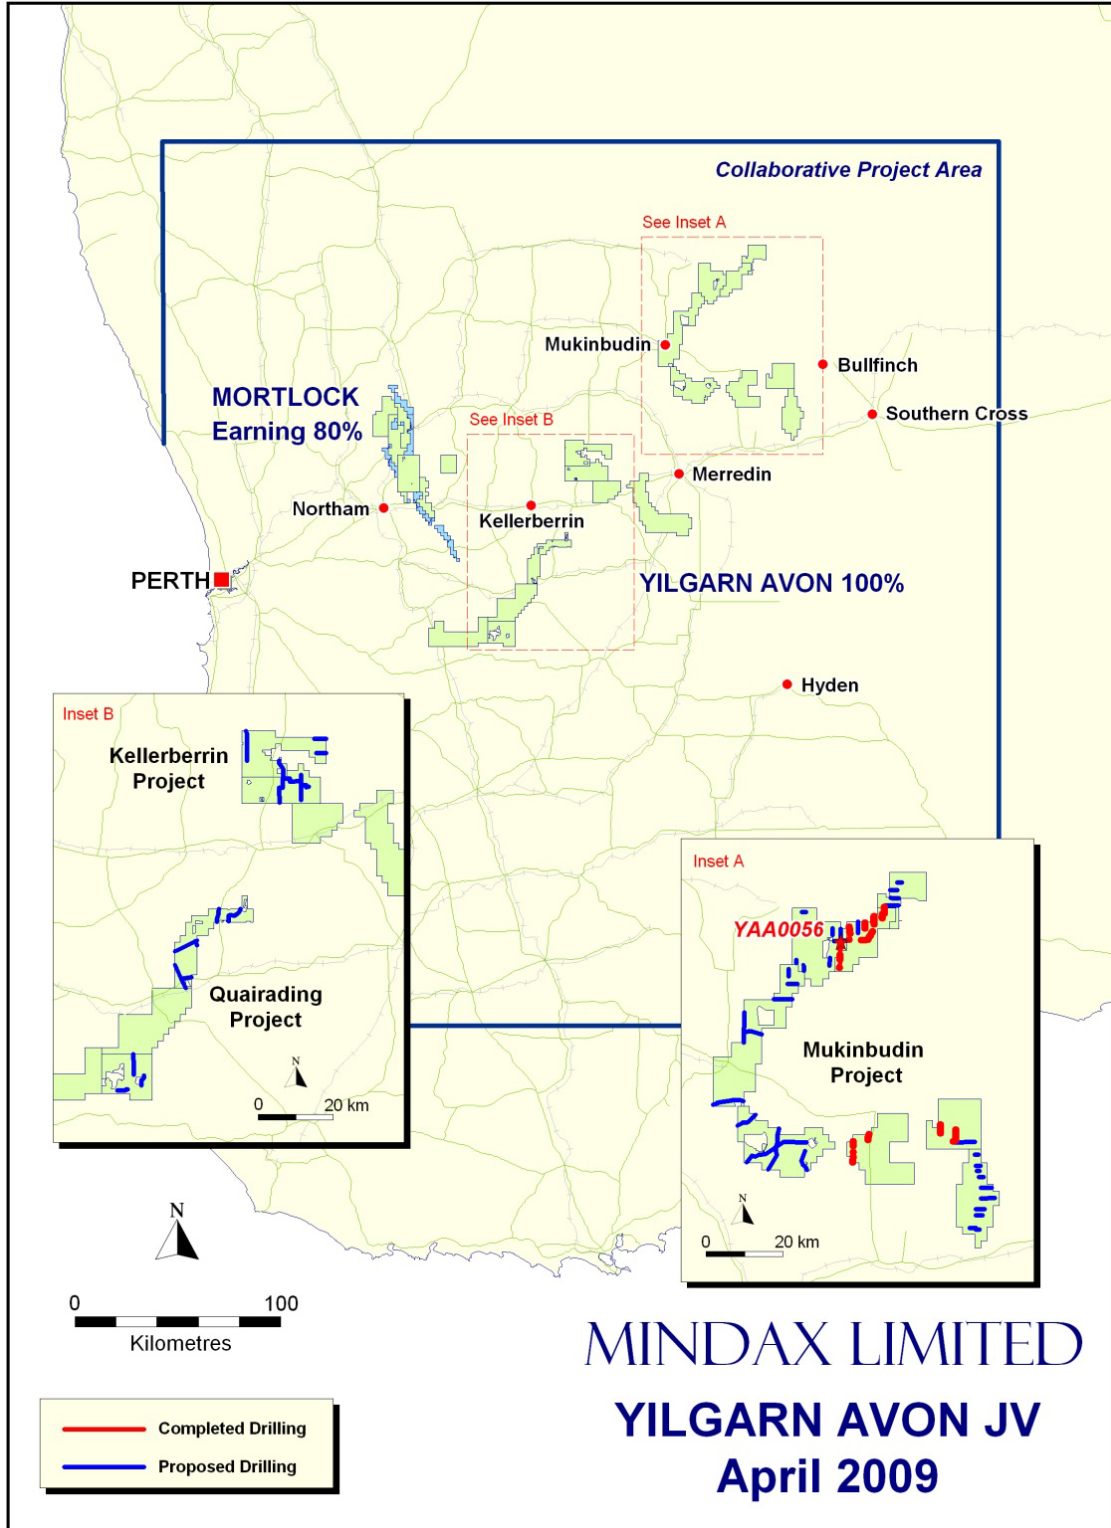 Collaborative Project Area
See Inset A
Mukinbudin
Bullfinch
MORTLOCK
Earning 80%
See Inset B
Southern Cross
Merredin
Northam
Kellerberrin
PERTH
YILGARN AVON 100%
Hyden
Inset B
Kellerberrin
Project
Quairading
Project
N
0 20 km
Inset A
YAA0056
Mukinbudin
Project
N
0 20 km
N
0 100
Kilometres
MINDAX LIMITED
YILGARN AVON JV
April 2009
Completed Drilling
Proposed Drilling